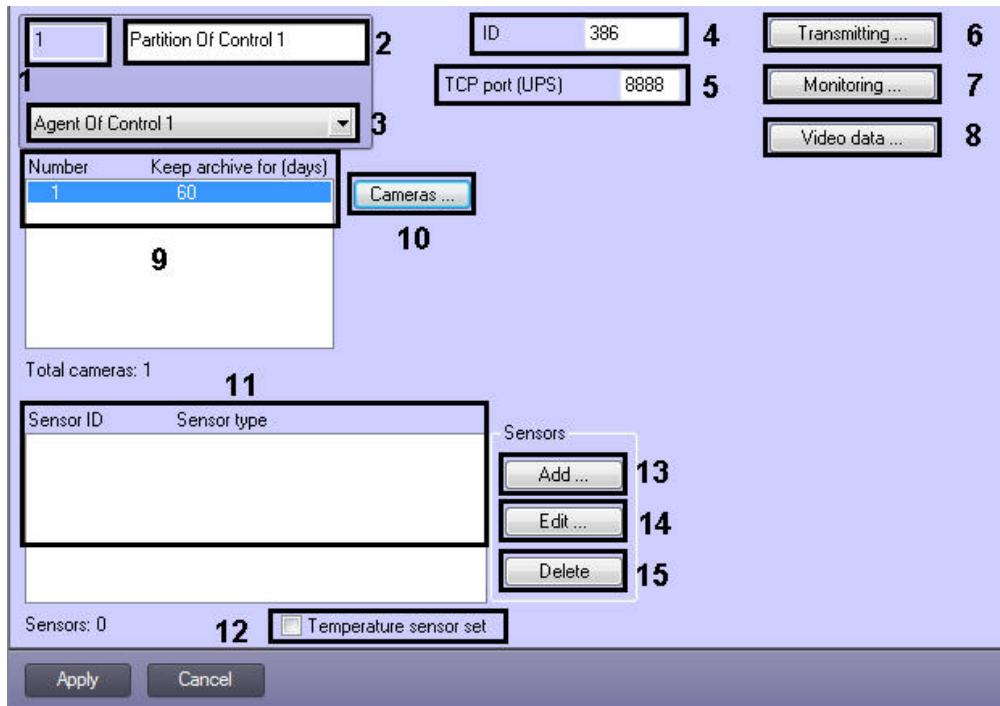 1 Partition Of Control 1 2 ID 386 4 Transmitting ... 6
1 TCP port (UPS) 8888 5 Monitoring ... 7
Agent Of Control 1 3 Video data ... 8
Number Keep archive for (days)
1 60 Cameras ...
10
9
Total cameras: 1
11
Sensor ID Sensor type Sensors
Add ... 13
Edit ... 14
Delete 15
Sensors: 0 12 Temperature sensor set
Apply Cancel